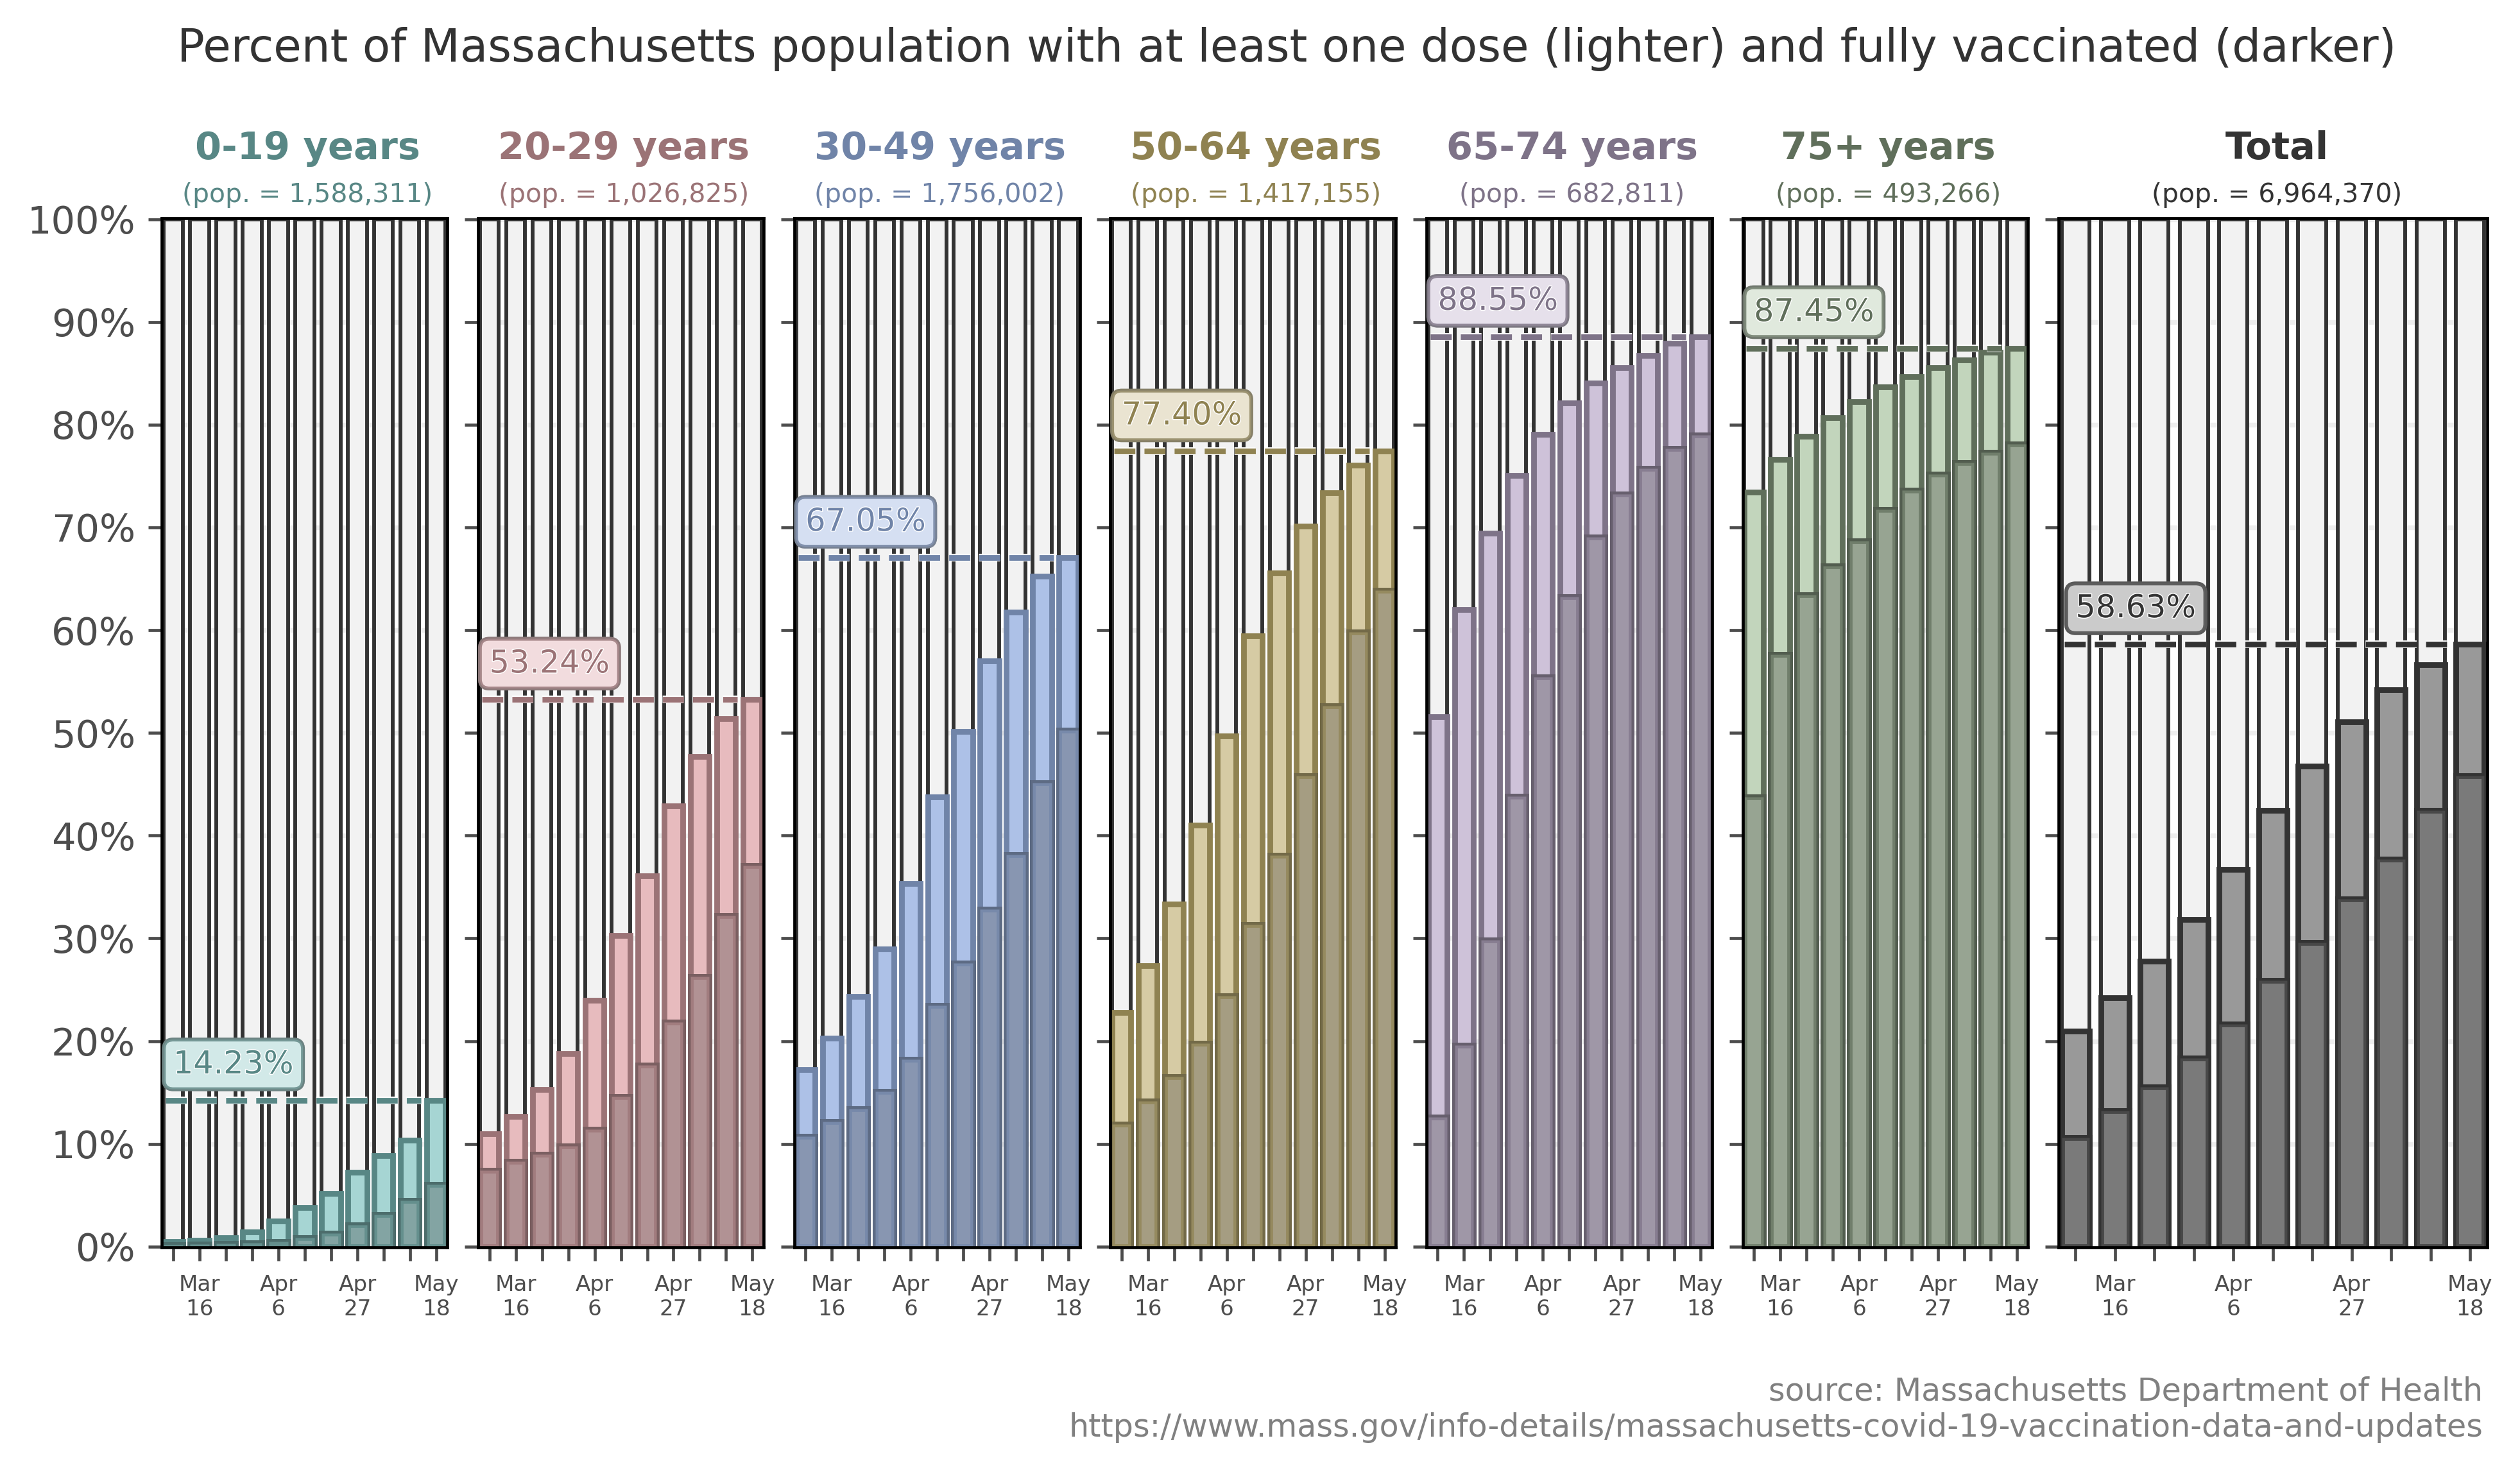 Percent of Massachusetts population with at least one dose (lighter) and fully vaccinated (darker)
0-19 years
(pop. = 1,588,311)
20-29 years
(pop. = 1,026,825)
30-49 years
(pop. = 1,756,002)
50-64 years
(pop. = 1,417,155)
65-74 years
(pop. = 682,811)
75+ years
(pop. = 493,266)
Total
(pop. = 6,964,370)
100%
90%
80%
70%
60%
50%
40%
30%
20%
10%
0%
14.23%
53.24%
67.05%
77.40%
88.55%
87.45%
58.63%
Mar 16
Apr 6
Apr 27
May 18
Mar 16
Apr 6
Apr 27
May 18
Mar 16
Apr 6
Apr 27
May 18
Mar 16
Apr 6
Apr 27
May 18
Mar 16
Apr 6
Apr 27
May 18
Mar 16
Apr 6
Apr 27
May 18
Mar 16
Apr 6
Apr 27
May 18
source: Massachusetts Department of Health
https://www.mass.gov/info-details/massachusetts-covid-19-vaccination-data-and-updates